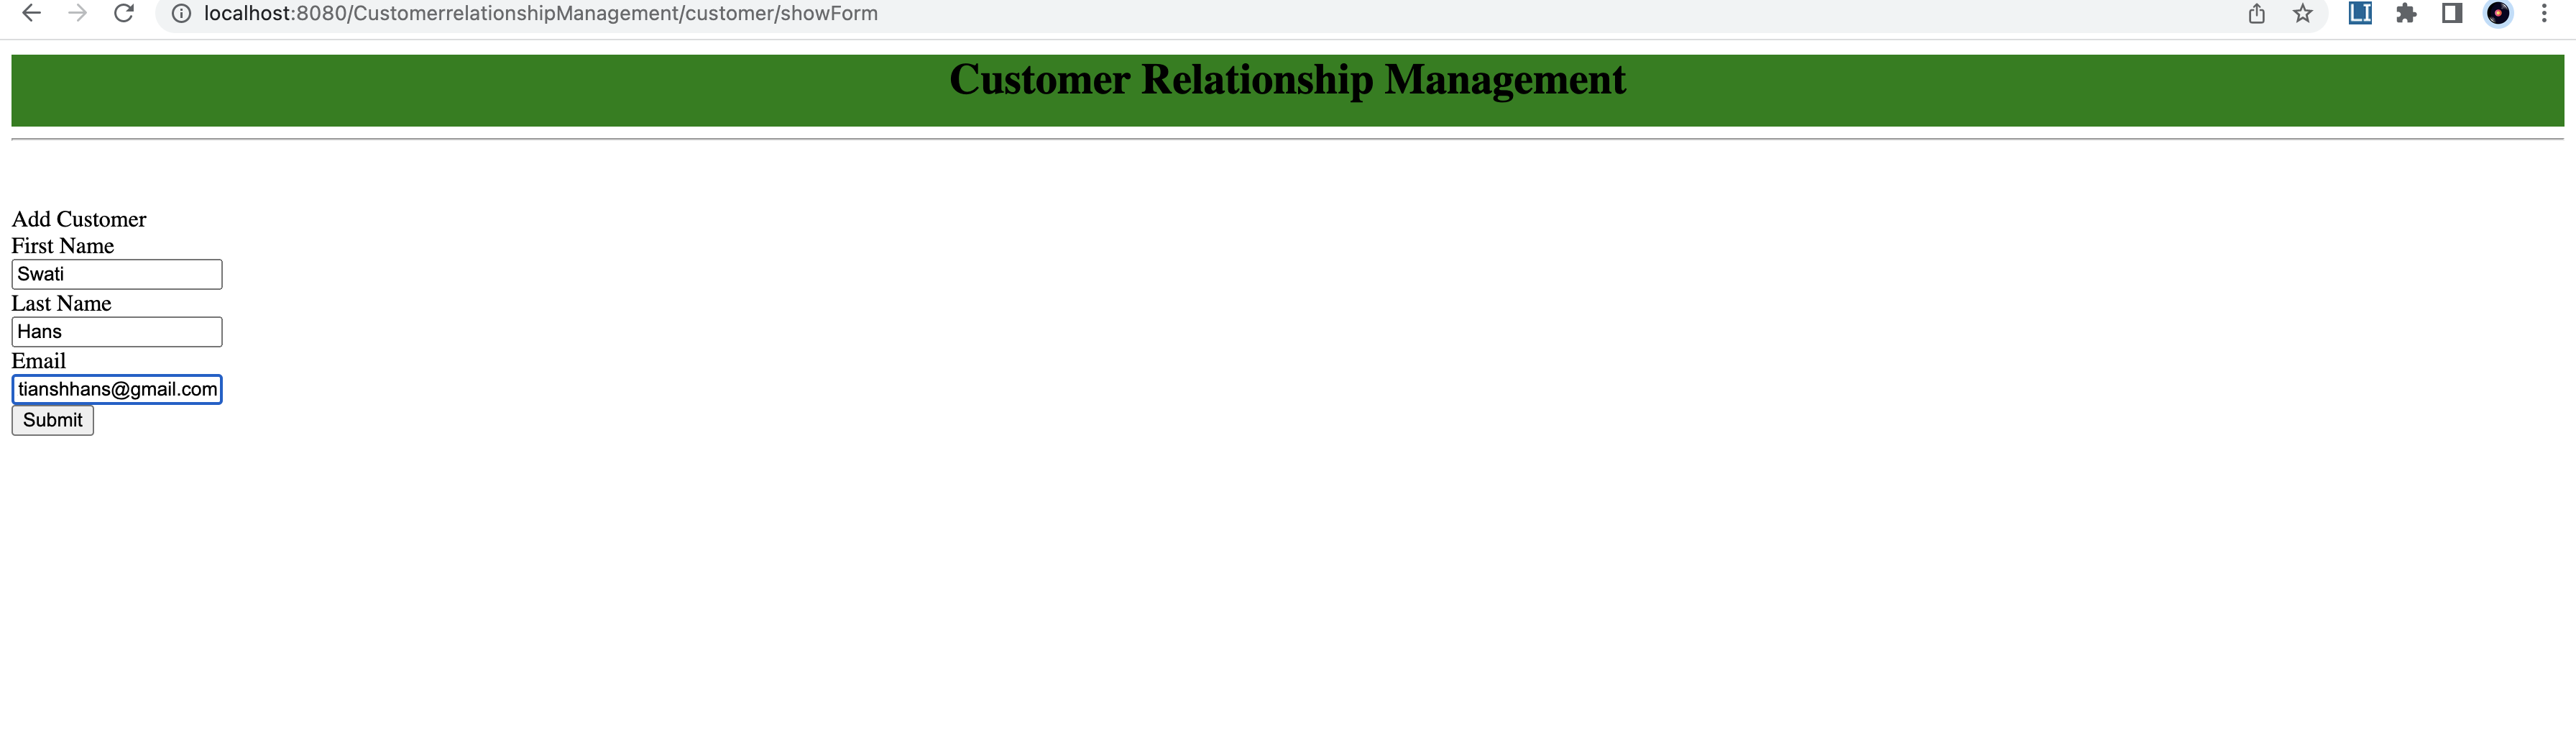 localhost:8080/CustomerrelationshipManagement/customer/showForm
LI
Customer Relationship Management
Add Customer
First Name
Swati
Last Name
Hans
Email
tianshhans@gmail.com
Submit